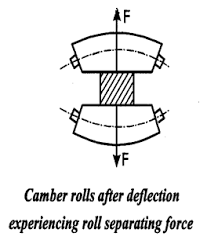 F
F
Camber rolls after deflection
experiencing roll separating force